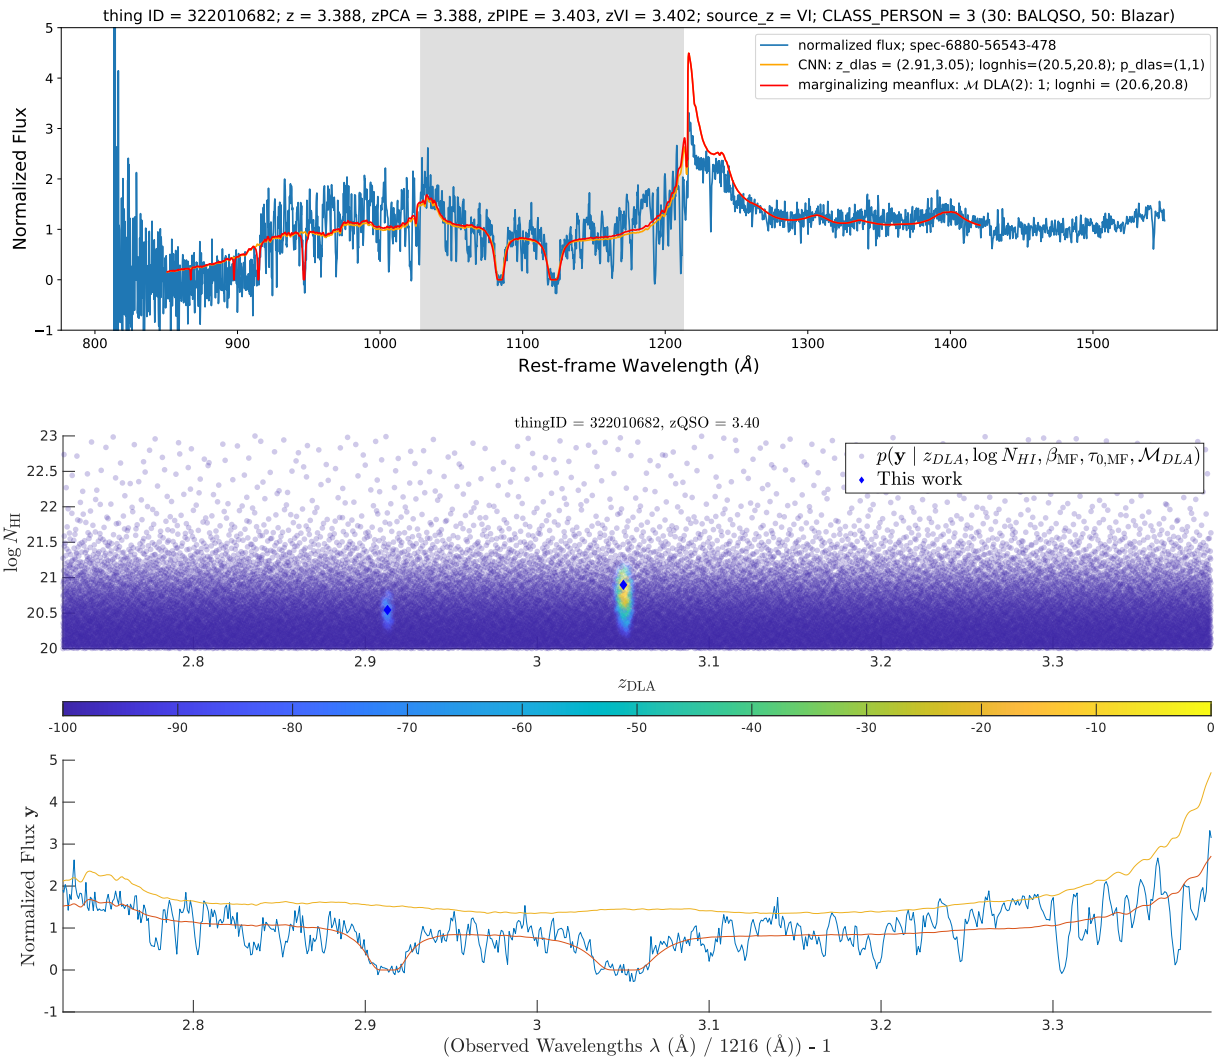 thing ID = 322010682; z = 3.388, zPCA = 3.388, zPIPE = 3.403, zVI = 3.402; source_z = VI; CLASS_PERSON = 3 (30: BALQSO, 50: Blazar)
normalized flux; spec-6880-56543-478
CNN: z_dlas = (2.91,3.05); lognhis=(20.5,20.8); p_dlas=(1,1)
marginalizing meanflux: ℳ DLA(2): 1; lognhi = (20.6,20.8)
Normalized Flux
5
4
3
2
1
0
−1
800 900 1000 1100 1200 1300 1400 1500
Rest-frame Wavelength (Å)
thingID = 322010682, zQSO = 3.40
p(y | z_DLA, log N_HI, β_MF, τ_0,MF, ℳ_DLA)
This work
log N_HI
23
22.5
22
21.5
21
20.5
20
2.8 2.9 3 3.1 3.2 3.3
z_DLA
-100 -90 -80 -70 -60 -50 -40 -30 -20 -10 0
Normalized Flux y
5
4
3
2
1
0
-1
2.8 2.9 3 3.1 3.2 3.3
(Observed Wavelengths λ (Å) / 1216 (Å)) - 1